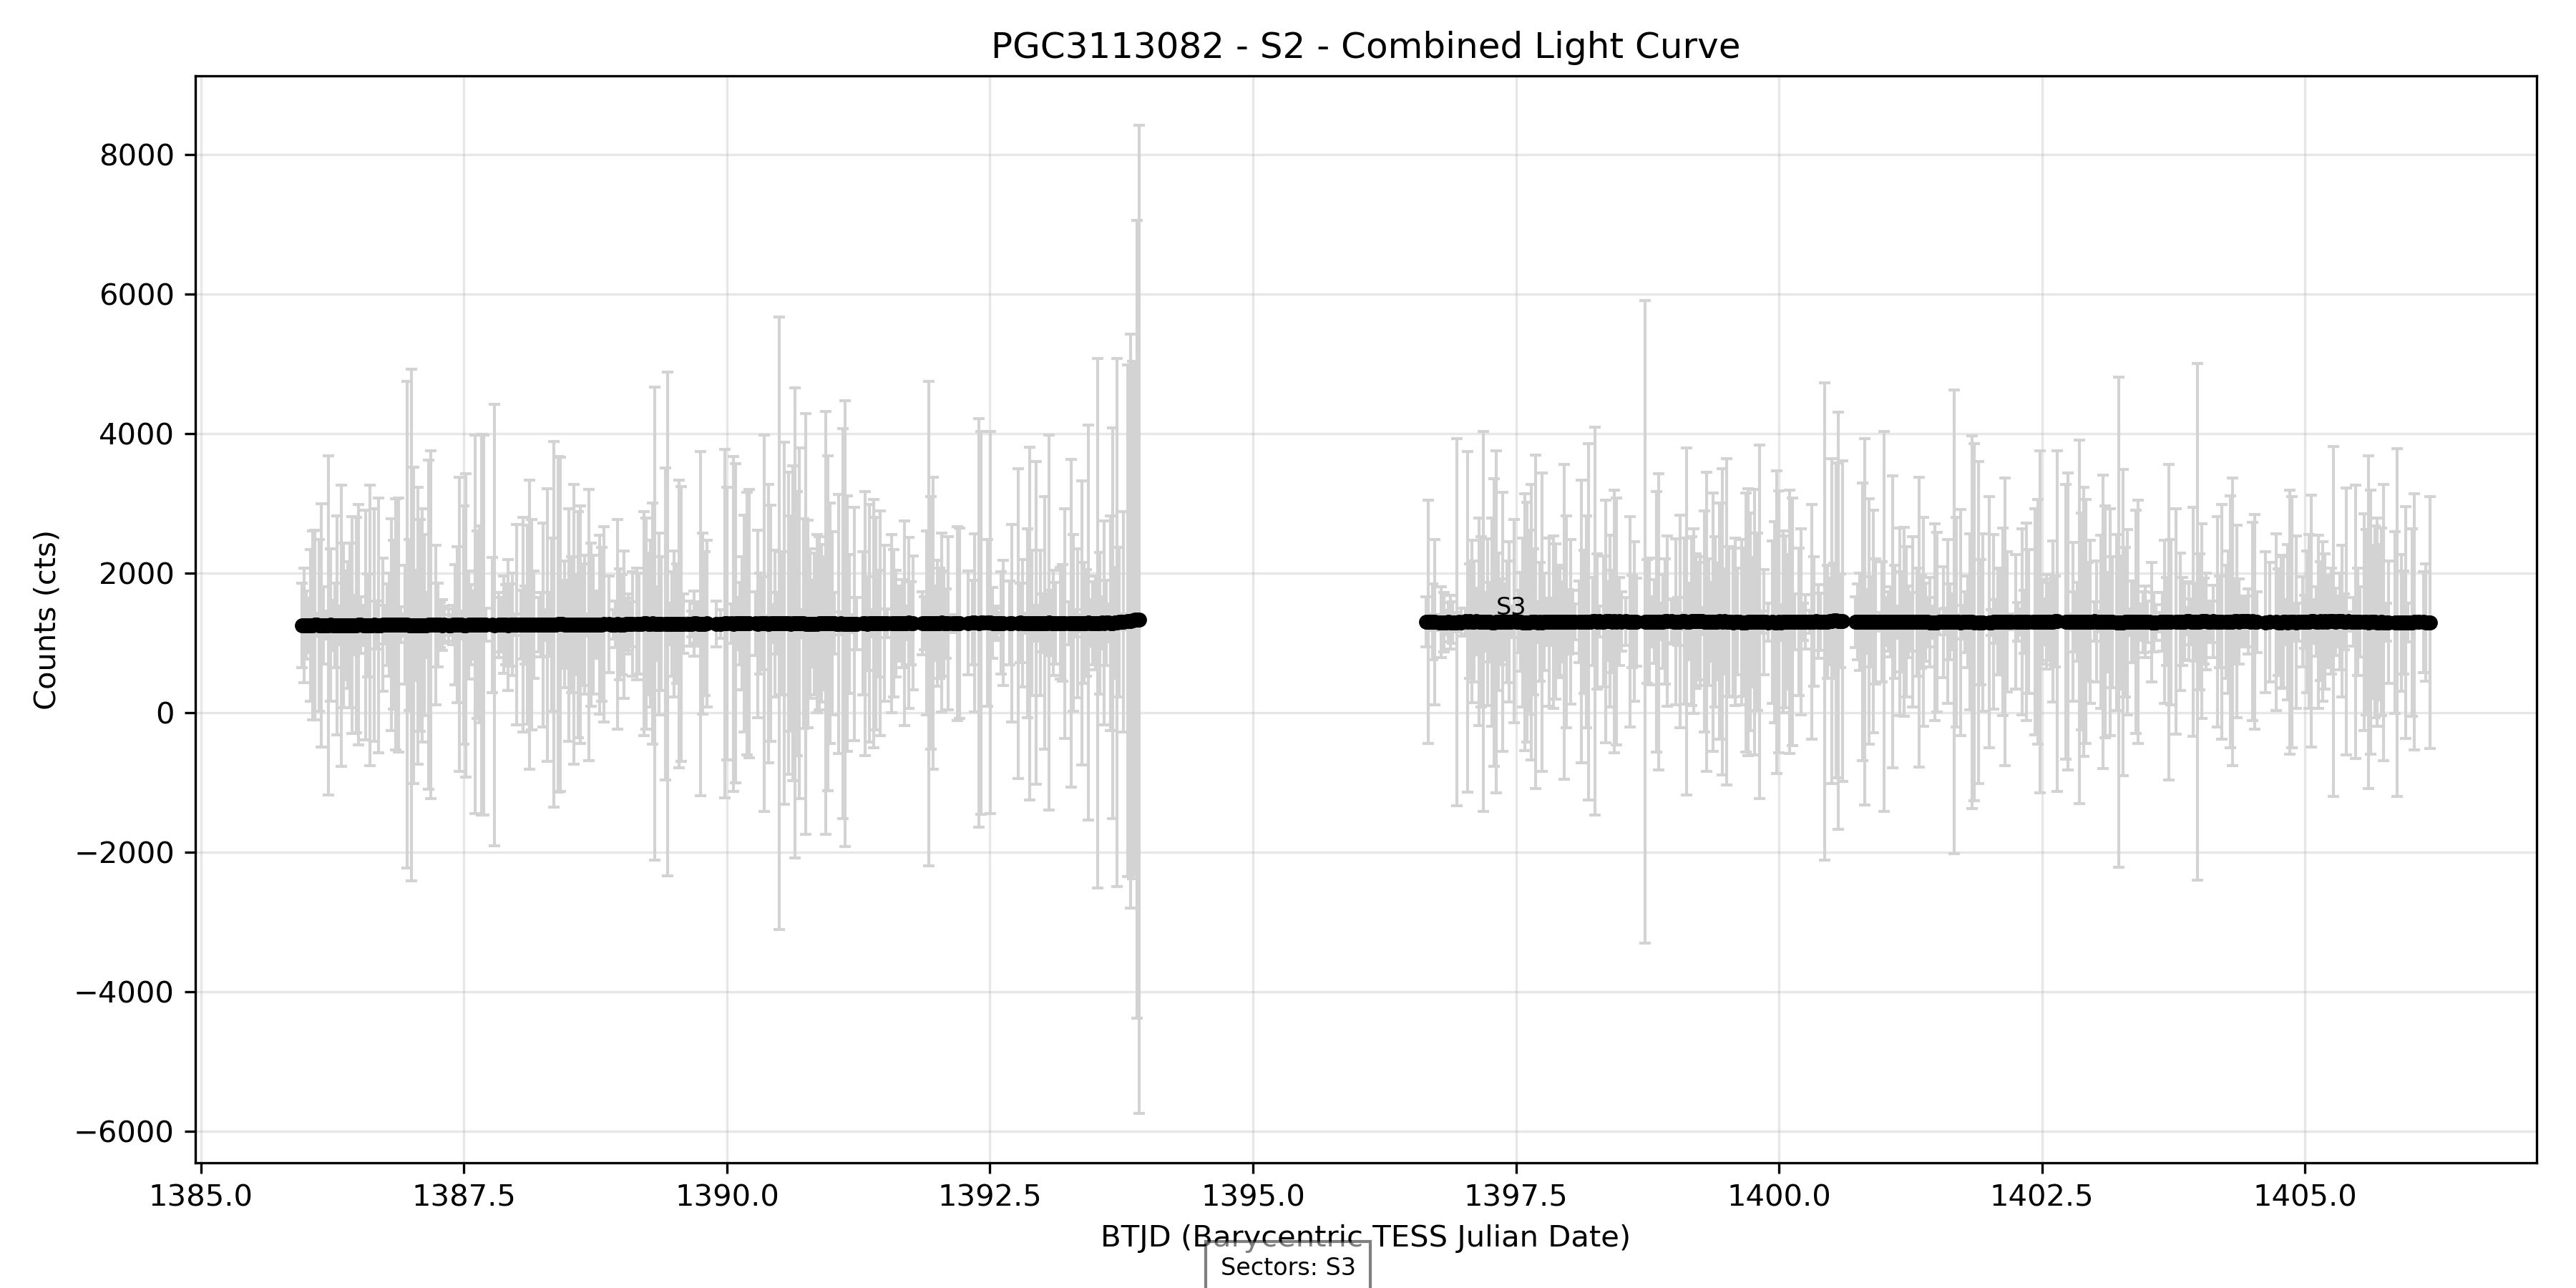 PGC3113082 - S2 - Combined Light Curve
Counts (cts)
8000
6000
4000
2000
0
−2000
−4000
−6000
S3
1385.0 1387.5 1390.0 1392.5 1395.0 1397.5 1400.0 1402.5 1405.0
BTJD (Barycentric TESS Julian Date)
Sectors: S3